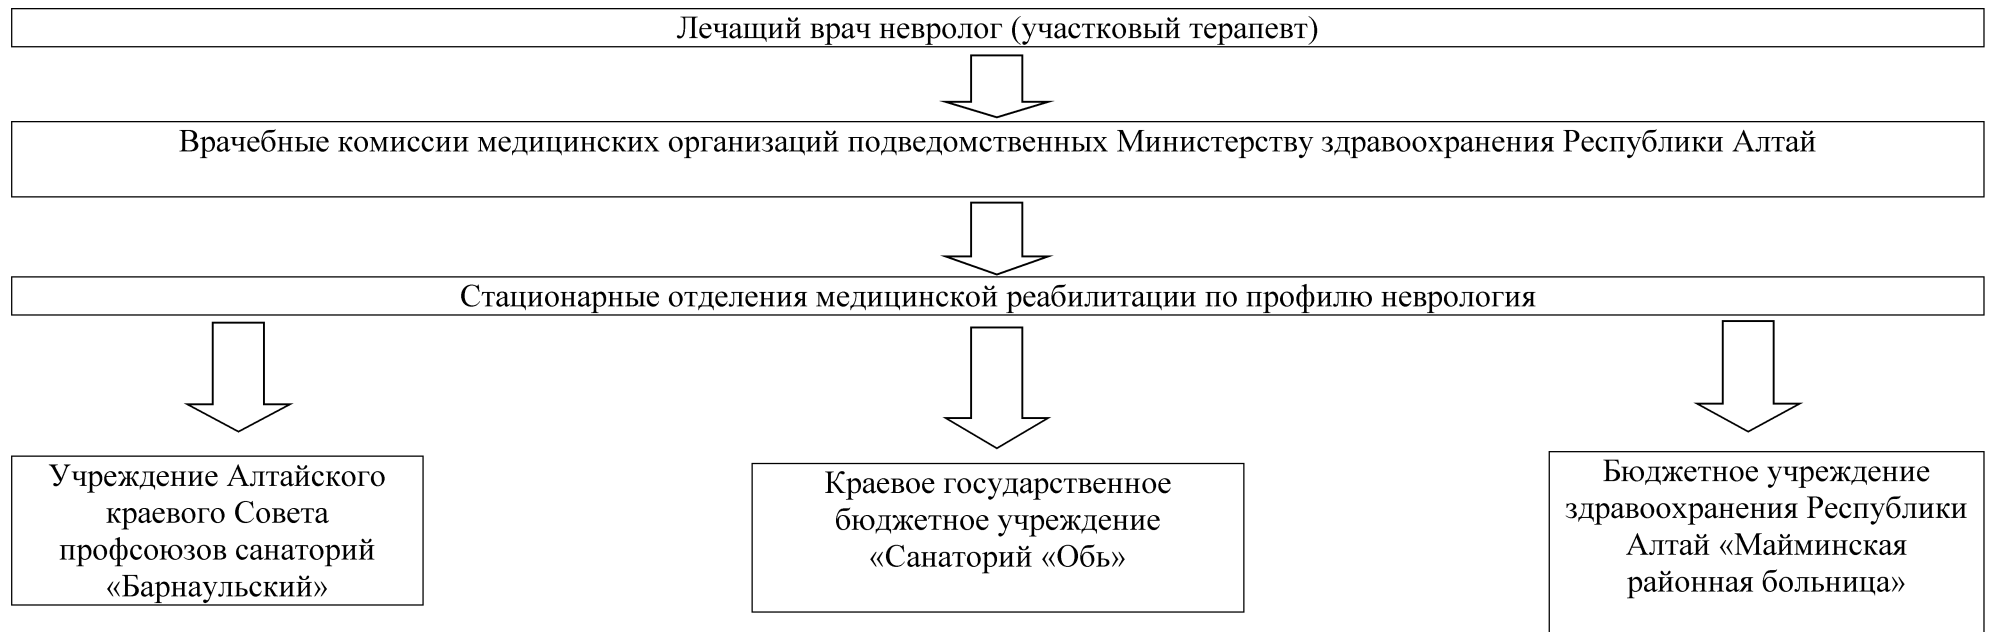 Лечащий врач невролог (участковый терапевт)
Врачебные комиссии медицинских организаций подведомственных Министерству здравоохранения Республики Алтай
Стационарные отделения медицинской реабилитации по профилю неврология
Учреждение Алтайского
краевого Совета
профсоюзов санаторий
«Барнаульский»
Краевое государственное
бюджетное учреждение
«Санаторий «Обь»
Бюджетное учреждение
здравоохранения Республики
Алтай «Майминская
районная больница»